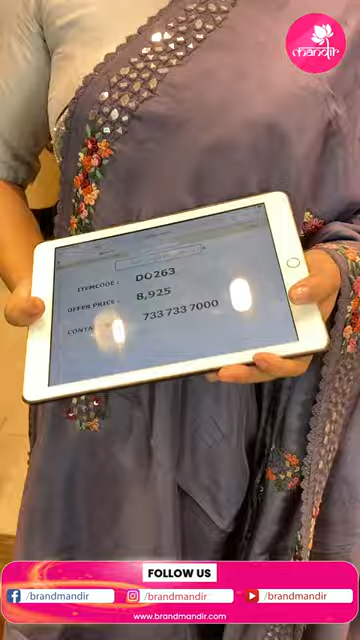 mandir
ITEMCODE : DO263
OFFER PRICE : 8,925
CONTA 733 733 7000
FOLLOW US
/brandmandir /brandmandir /brandmandir
www.brandmandir.com